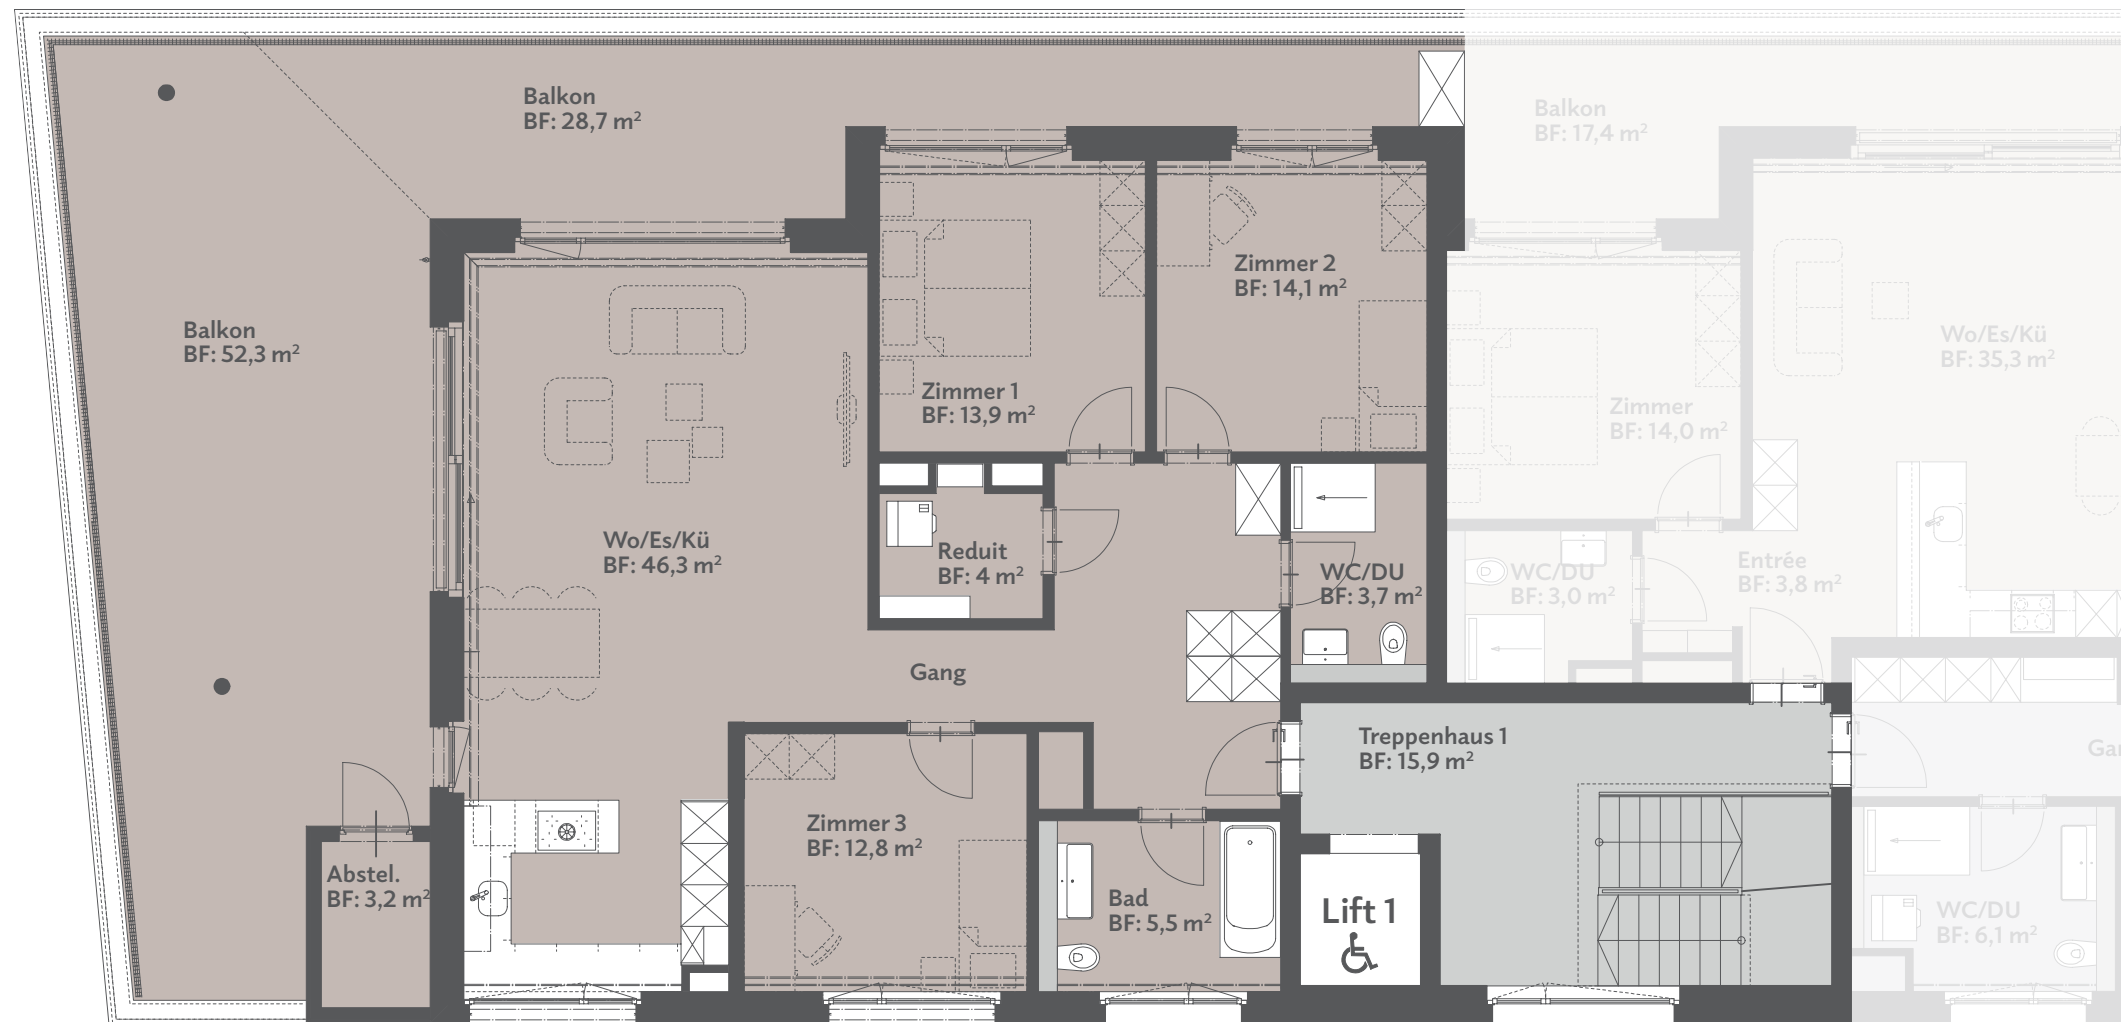 Balkon
BF: 28,7 m²
Balkon
BF: 17,4 m²
Zimmer 2
BF: 14,1 m²
Balkon
BF: 52,3 m²
Wo/Es/Kü
BF: 35,3 m²
Zimmer 1
BF: 13,9 m²
Zimmer
BF: 14,0 m²
Wo/Es/Kü
BF: 46,3 m²
Reduit
BF: 4 m²
WC/DU
BF: 3,7 m²
WC/DU
BF: 3,0 m²
Entrée
BF: 3,8 m²
Gang
Treppenhaus 1
BF: 15,9 m²
Zimmer 3
BF: 12,8 m²
Abstel.
BF: 3,2 m²
Bad
BF: 5,5 m²
Lift 1
WC/DU
BF: 6,1 m²